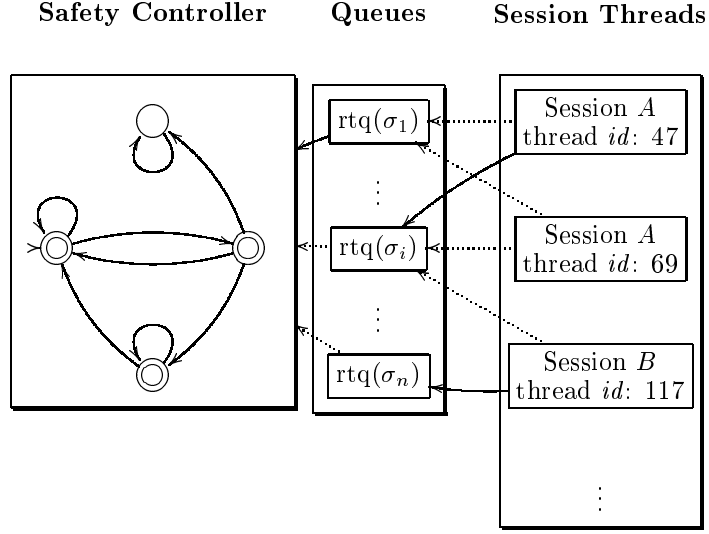 Safety Controller
Queues
Session Threads
rtq(σ₁)
⋮
rtq(σᵢ)
⋮
rtq(σₙ)
Session A
thread id: 47
Session A
thread id: 69
Session B
thread id: 117
⋮